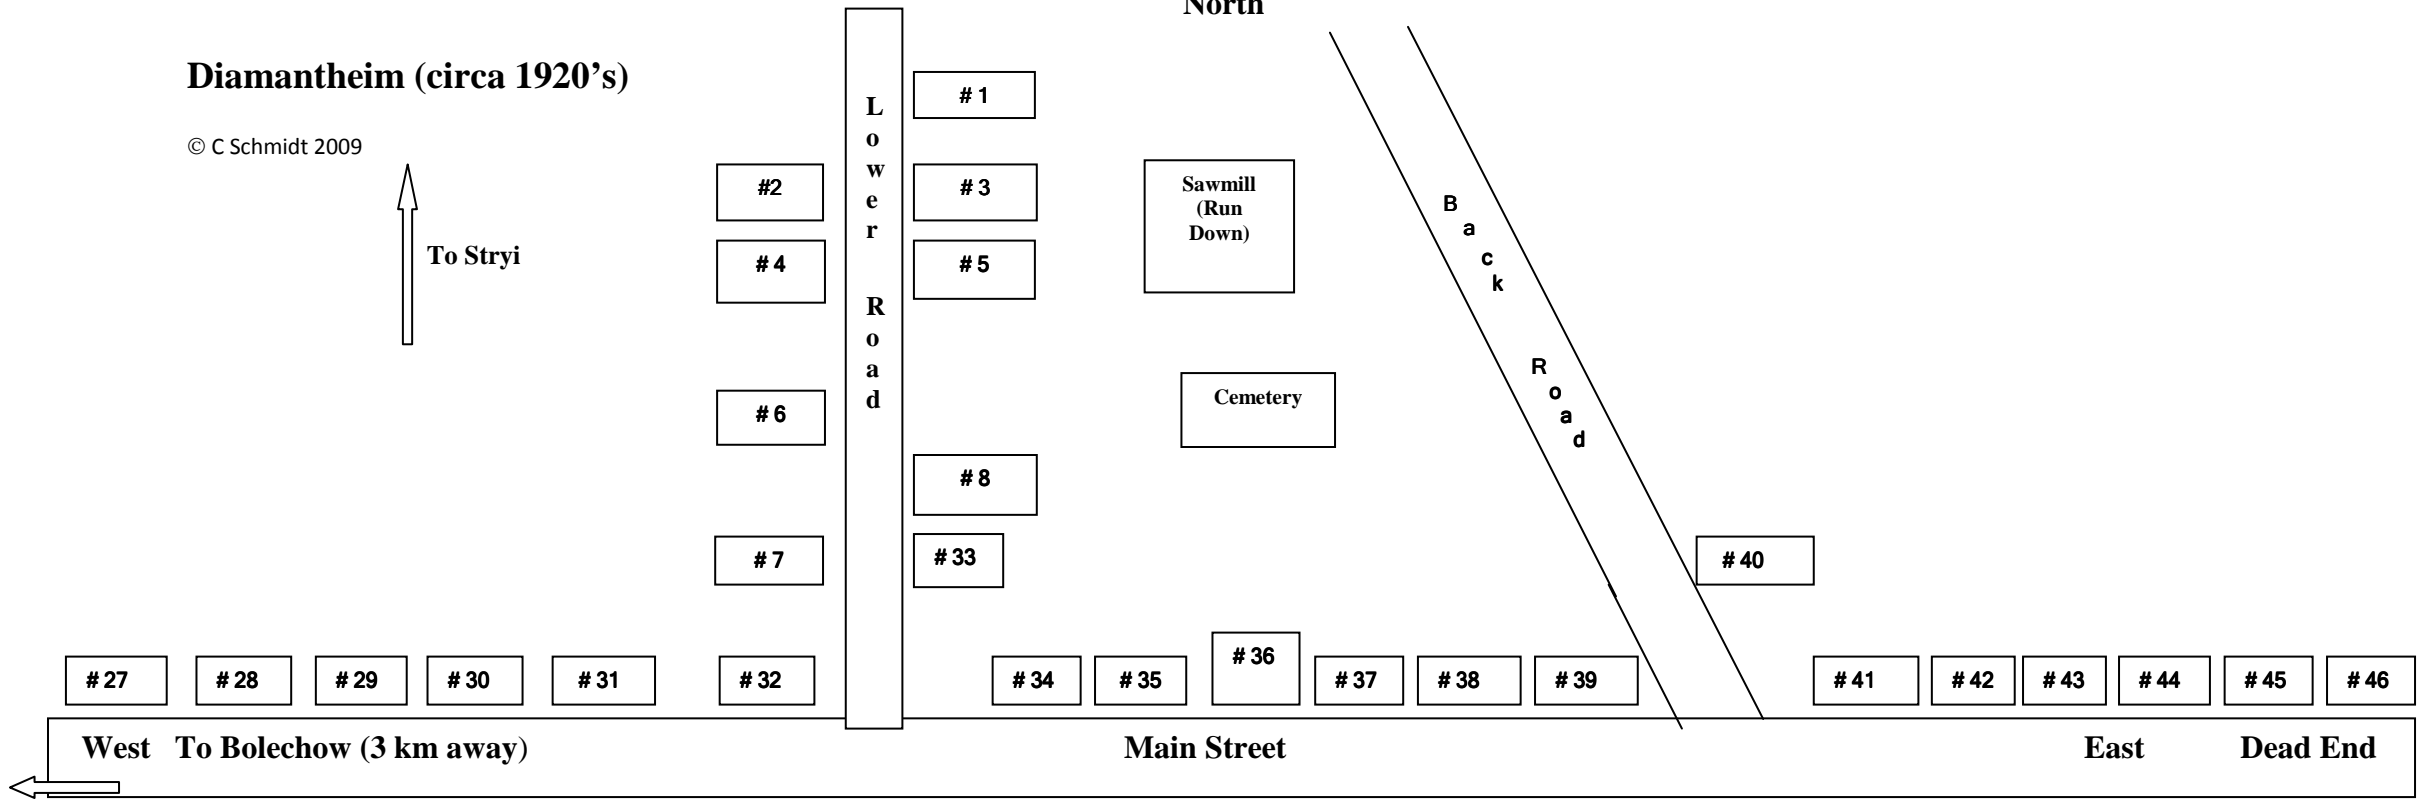 North
Diamantheim (circa 1920's)
© C Schmidt 2009
To Stryi
Lower Road
# 1
#2
# 3
# 4
# 5
# 6
# 8
# 7
# 33
Sawmill
(Run
Down)
Cemetery
Back Road
# 40
# 27
# 28
# 29
# 30
# 31
# 32
# 34
# 35
# 36
# 37
# 38
# 39
# 41
# 42
# 43
# 44
# 45
# 46
West To Bolechow (3 km away)
Main Street
East
Dead End